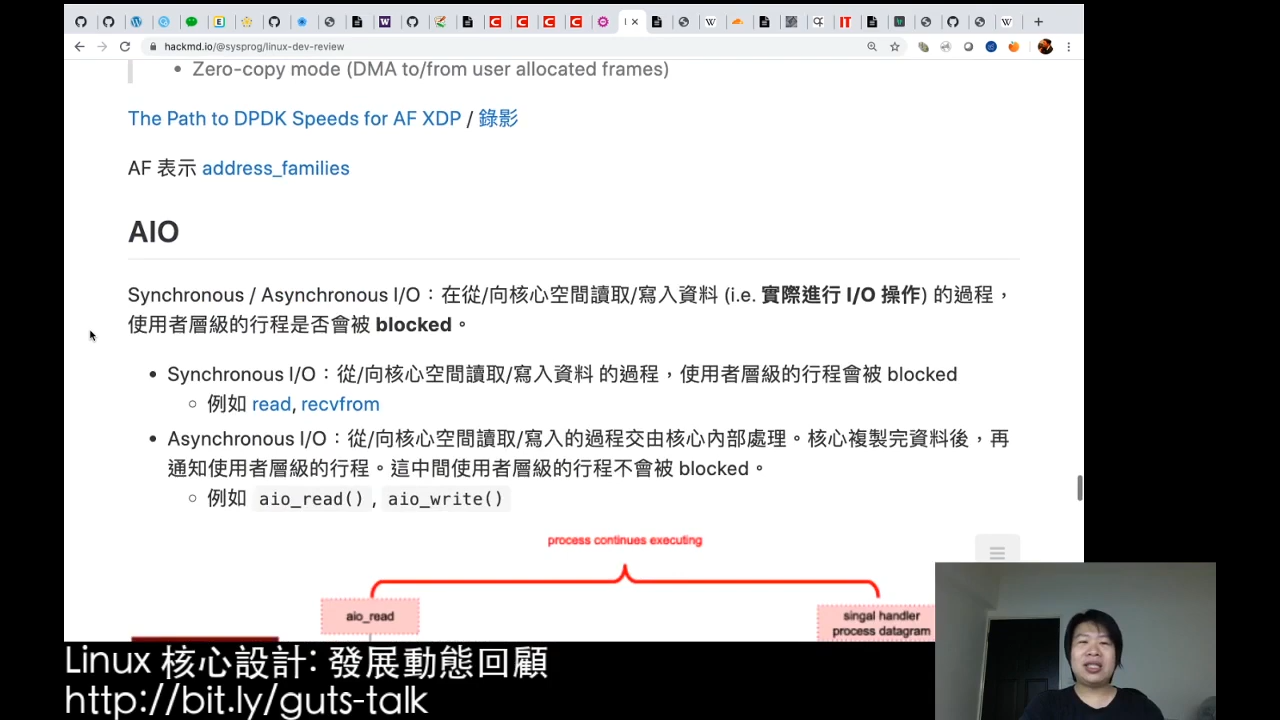 hackmd.io/@sysprog/linux-dev-review
• Zero-copy mode (DMA to/from user allocated frames)
The Path to DPDK Speeds for AF XDP / 錄影
AF 表示 address_families
AIO
Synchronous / Asynchronous I/O：在從/向核心空間讀取/寫入資料 (i.e. 實際進行 I/O 操作) 的過程，
使用者層級的行程是否會被 blocked。
• Synchronous I/O：從/向核心空間讀取/寫入資料 的過程，使用者層級的行程會被 blocked
○ 例如 read, recvfrom
• Asynchronous I/O：從/向核心空間讀取/寫入的過程交由核心內部處理。核心複製完資料後，再
通知使用者層級的行程。這中間使用者層級的行程不會被 blocked。
○ 例如 aio_read() , aio_write()
process continues executing
aio_read
singal handler
process datagram
Linux 核心設計: 發展動態回顧
http://bit.ly/guts-talk